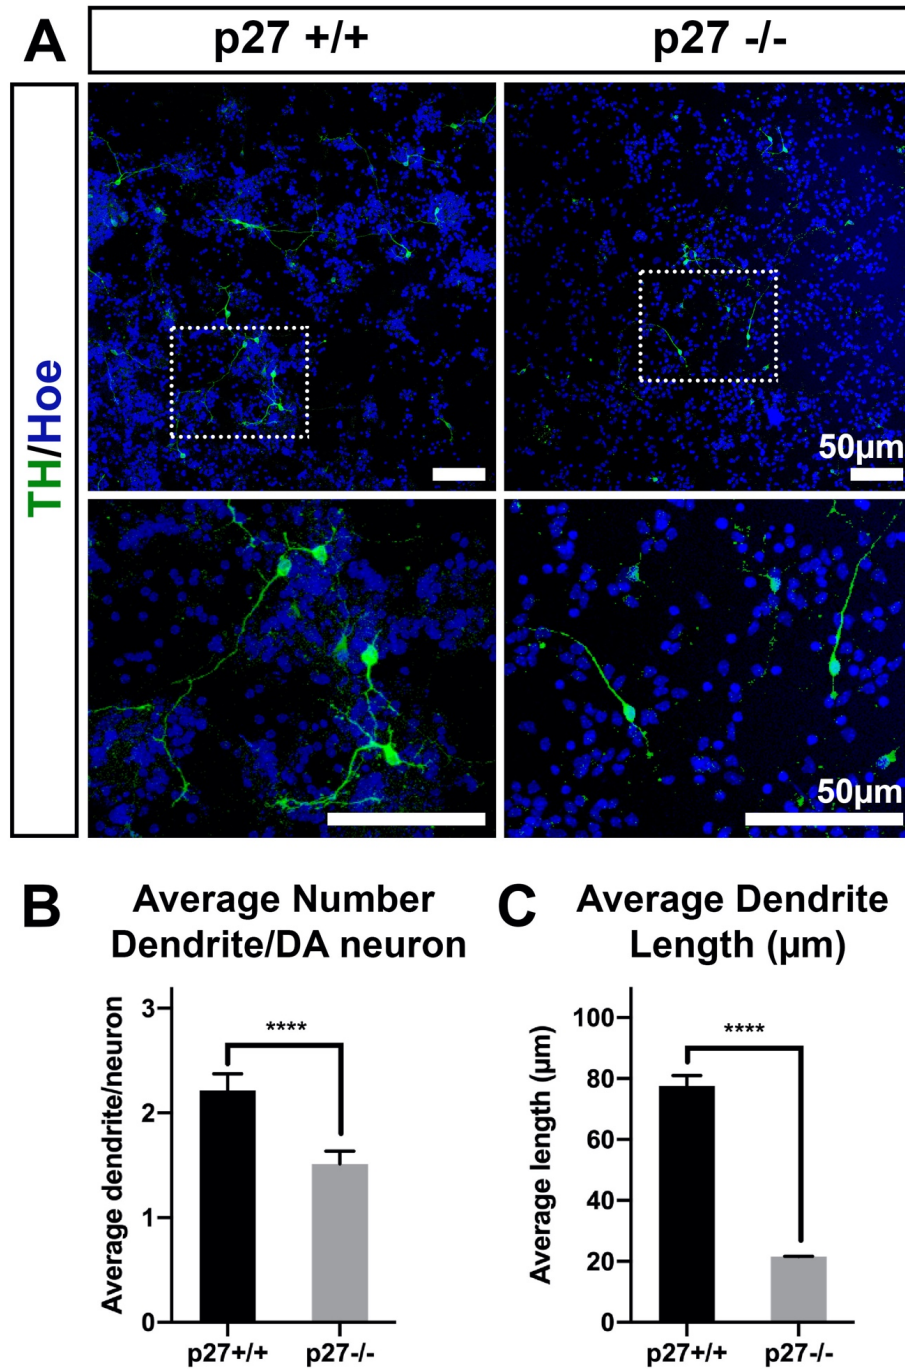 A
p27 +/+
p27 -/-
TH/Hoe
50µm
50µm
B
Average Number
Dendrite/DA neuron
Average dendrite/neuron
3
2
1
0
****
p27+/+
p27-/-
C
Average Dendrite
Length (µm)
Average length (µm)
100
80
60
40
20
0
****
p27+/+
p27-/-